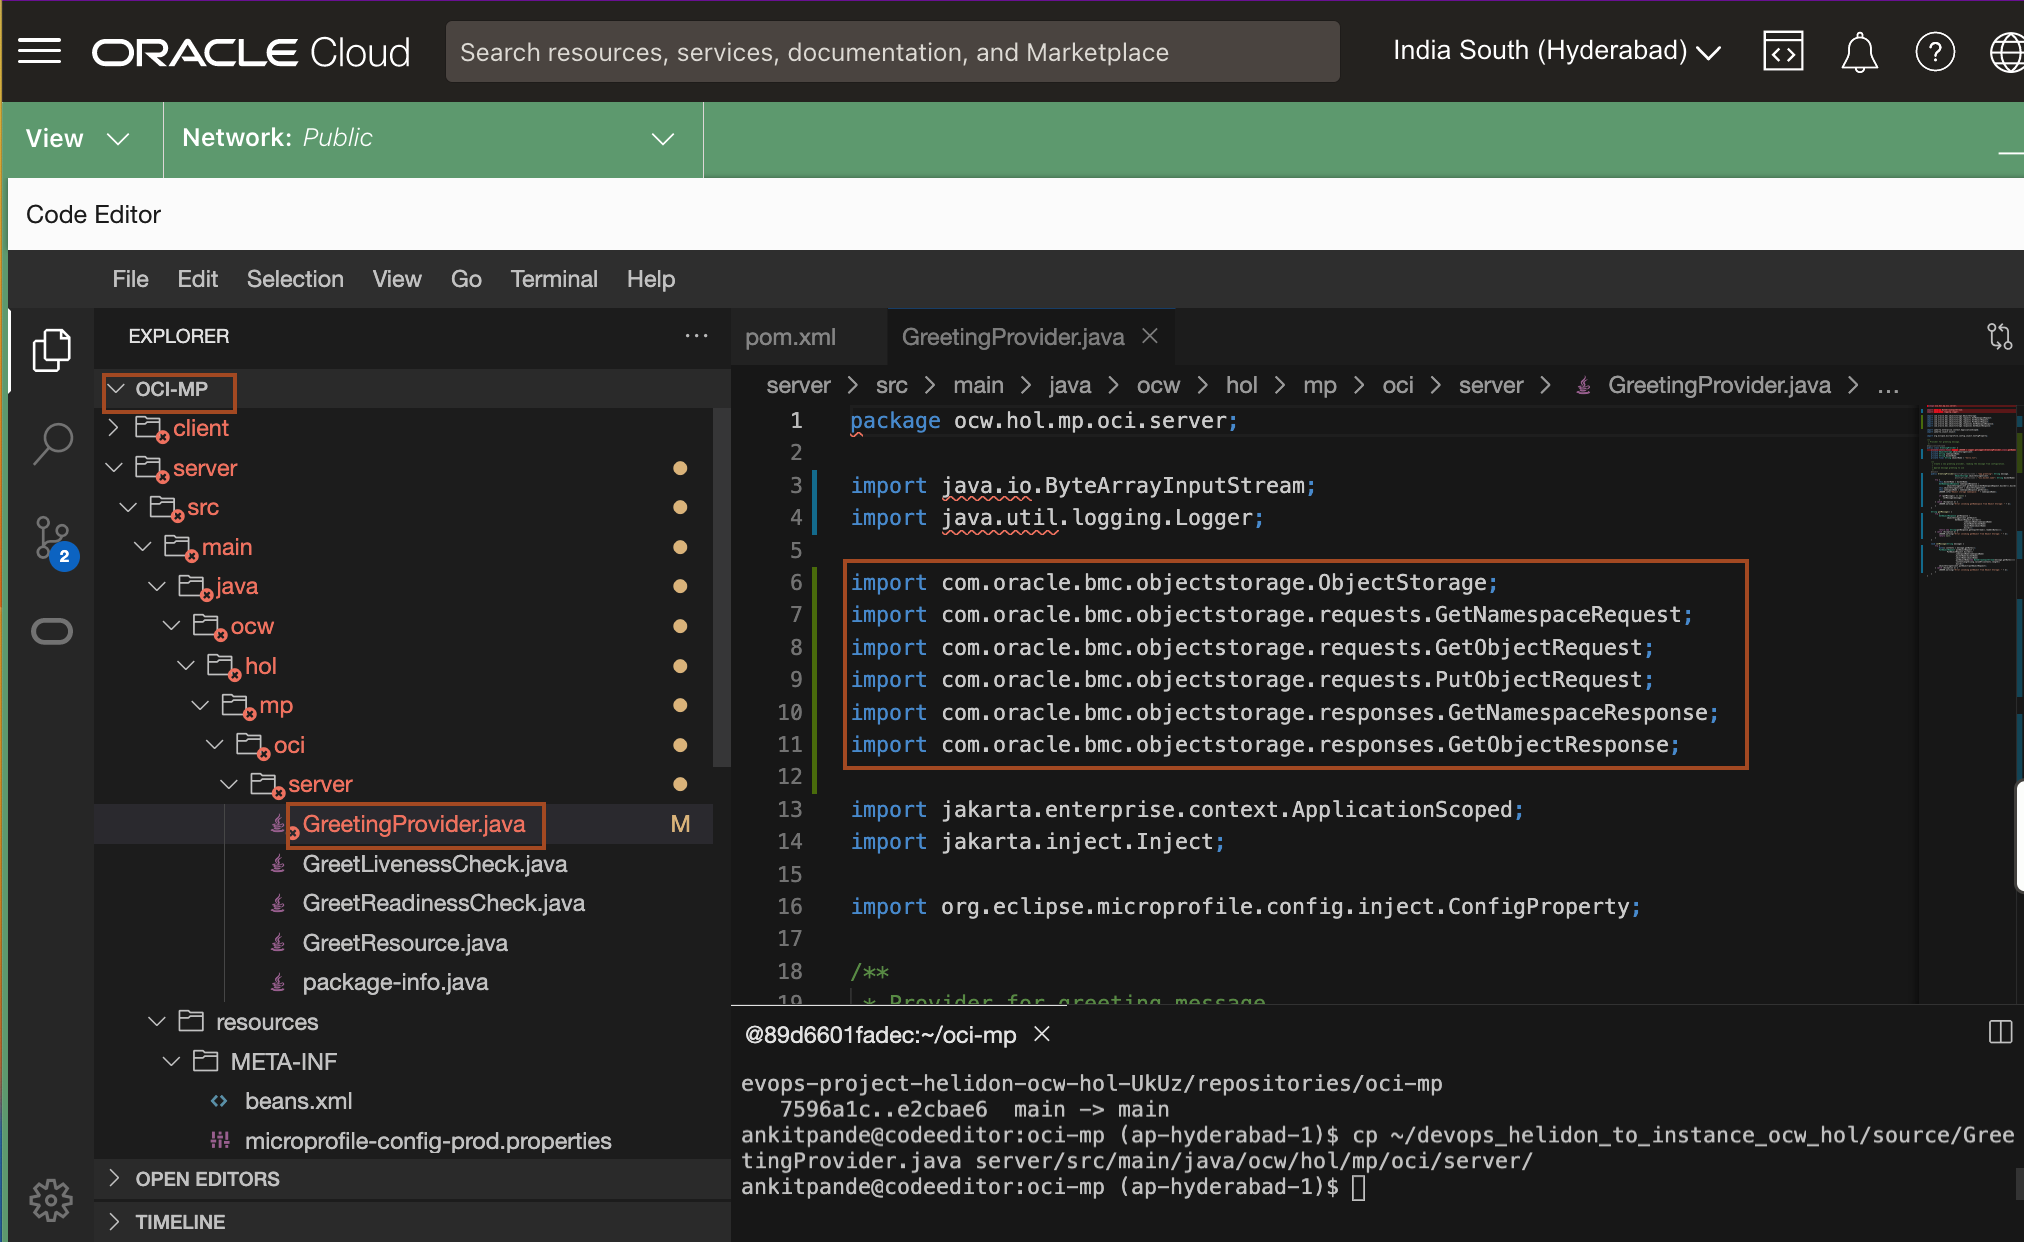 ORACLE Cloud
Search resources, services, documentation, and Marketplace
India South (Hyderabad)
View
Network: Public
Code Editor
File Edit Selection View Go Terminal Help
EXPLORER
OCI-MP
client
server
src
main
java
ocw
hol
mp
oci
server
GreetingProvider.java M
GreetLivenessCheck.java
GreetReadinessCheck.java
GreetResource.java
package-info.java
resources
META-INF
beans.xml
microprofile-config-prod.properties
OPEN EDITORS
TIMELINE
2
pom.xml GreetingProvider.java
server > src > main > java > ocw > hol > mp > oci > server > GreetingProvider.java > ...
1 package ocw.hol.mp.oci.server;
2
3 import java.io.ByteArrayInputStream;
4 import java.util.logging.Logger;
5
6 import com.oracle.bmc.objectstorage.ObjectStorage;
7 import com.oracle.bmc.objectstorage.requests.GetNamespaceRequest;
8 import com.oracle.bmc.objectstorage.requests.GetObjectRequest;
9 import com.oracle.bmc.objectstorage.requests.PutObjectRequest;
10 import com.oracle.bmc.objectstorage.responses.GetNamespaceResponse;
11 import com.oracle.bmc.objectstorage.responses.GetObjectResponse;
12
13 import jakarta.enterprise.context.ApplicationScoped;
14 import jakarta.inject.Inject;
15
16 import org.eclipse.microprofile.config.inject.ConfigProperty;
17
18 /**
19 * Provider for greeting message
@89d6601fadec:~/oci-mp
evops-project-helidon-ocw-hol-UkUz/repositories/oci-mp
7596a1c..e2cbae6 main -> main
ankitpande@codeeditor:oci-mp (ap-hyderabad-1)$ cp ~/devops_helidon_to_instance_ocw_hol/source/Gree
tingProvider.java server/src/main/java/ocw/hol/mp/oci/server/
ankitpande@codeeditor:oci-mp (ap-hyderabad-1)$